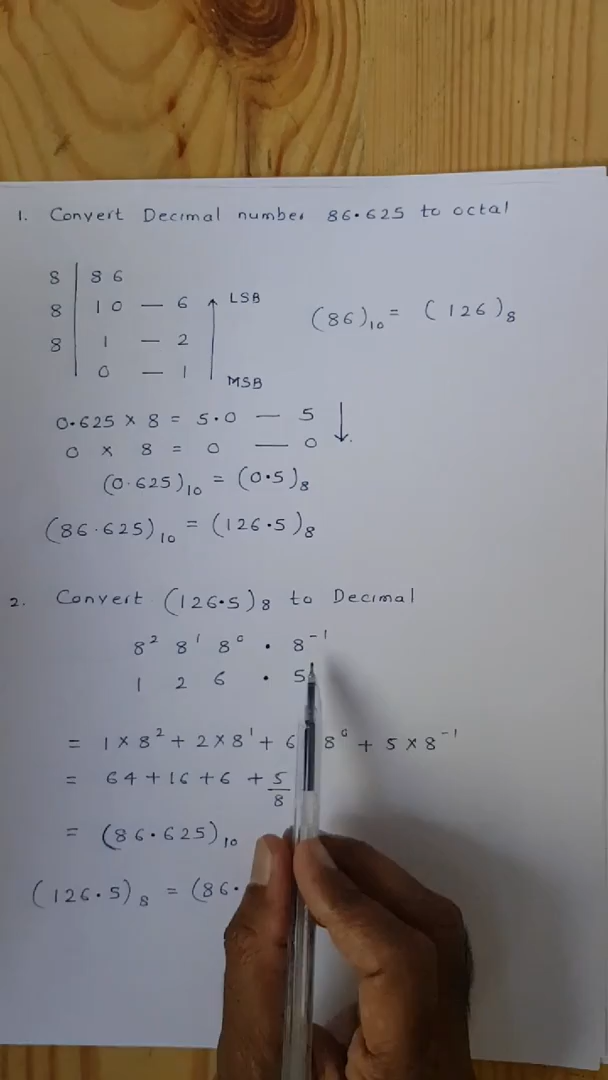 1. Convert Decimal number 86.625 to octal
8 | 86
8 | 10 — 6 LSB
8 | 1 — 2
0 — 1 MSB
(86)₁₀ = (126)₈
0.625 x 8 = 5.0 — 5
0 x 8 = 0 — 0
(0.625)₁₀ = (0.5)₈
(86.625)₁₀ = (126.5)₈
2. Convert (126.5)₈ to Decimal
8² 8¹ 8⁰ . 8⁻¹
1 2 6 . 5
= 1 x 8² + 2 x 8¹ + 6 8⁰ + 5 x 8⁻¹
= 64 + 16 + 6 + 5/8
= (86.625)₁₀
(126.5)₈ = (86.